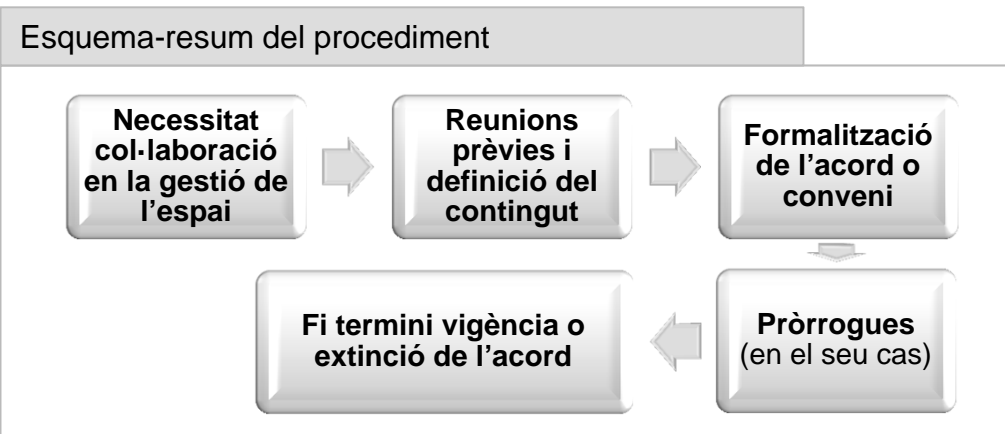 Esquema-resum del procediment
Necessitat
col·laboració
en la gestió de
l’espai
Reunions
prèvies i
definició del
contingut
Formalització
de l’acord o
conveni
Pròrrogues
(en el seu cas)
Fi termini vigència o
extinció de l’acord